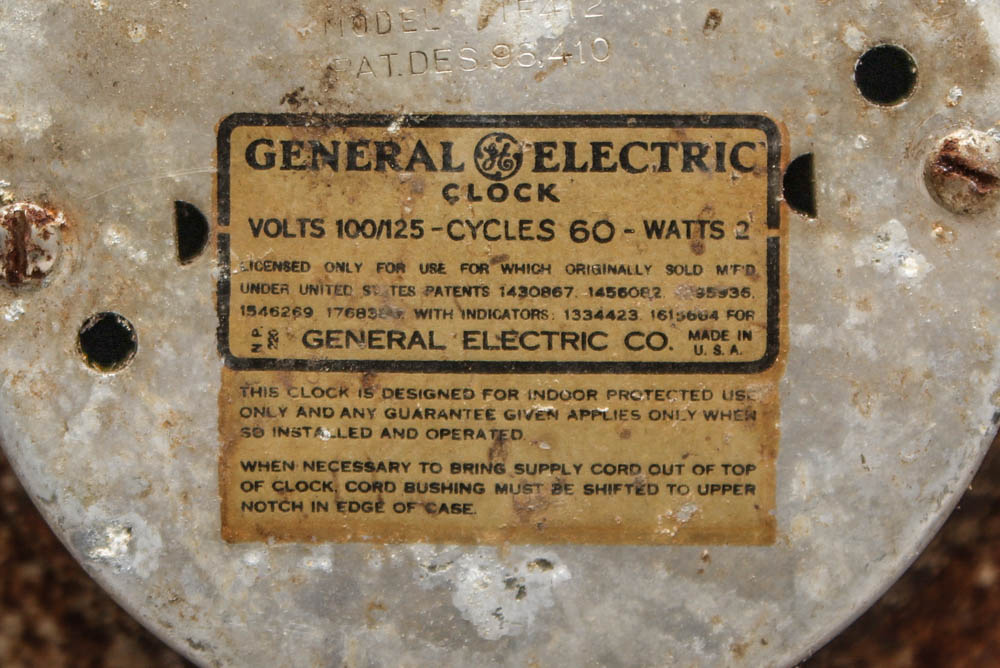 MODEL
PAT. DES. 98,410
GENERAL GE ELECTRIC
CLOCK
VOLTS 100/125 - CYCLES 60 - WATTS 2
LICENSED ONLY FOR USE FOR WHICH ORIGINALLY SOLD M'F'D
UNDER UNITED STATES PATENTS 1430867, 1456082,
1546269, WITH INDICATORS: 1334423, FOR
N.P. GENERAL ELECTRIC CO. MADE IN
U. S. A.
THIS CLOCK IS DESIGNED FOR INDOOR PROTECTED USE
ONLY AND ANY GUARANTEE GIVEN APPLIES ONLY WHEN
SO INSTALLED AND OPERATED.
WHEN NECESSARY TO BRING SUPPLY CORD OUT OF TOP
OF CLOCK, CORD BUSHING MUST BE SHIFTED TO UPPER
NOTCH IN EDGE OF CASE.